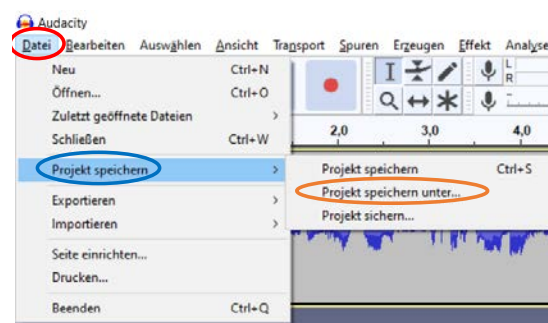 Audacity
Datei Bearbeiten Auswählen Ansicht Transport Spuren Erzeugen Effekt Analyse
Neu Ctrl+N
Öffnen... Ctrl+O
Zuletzt geöffnete Dateien >
Schließen Ctrl+W
Projekt speichern >
Exportieren >
Importieren >
Seite einrichten...
Drucken...
Beenden Ctrl+Q
L
R
2,0 3,0 4,0
Projekt speichern Ctrl+S
Projekt speichern unter...
Projekt sichern...